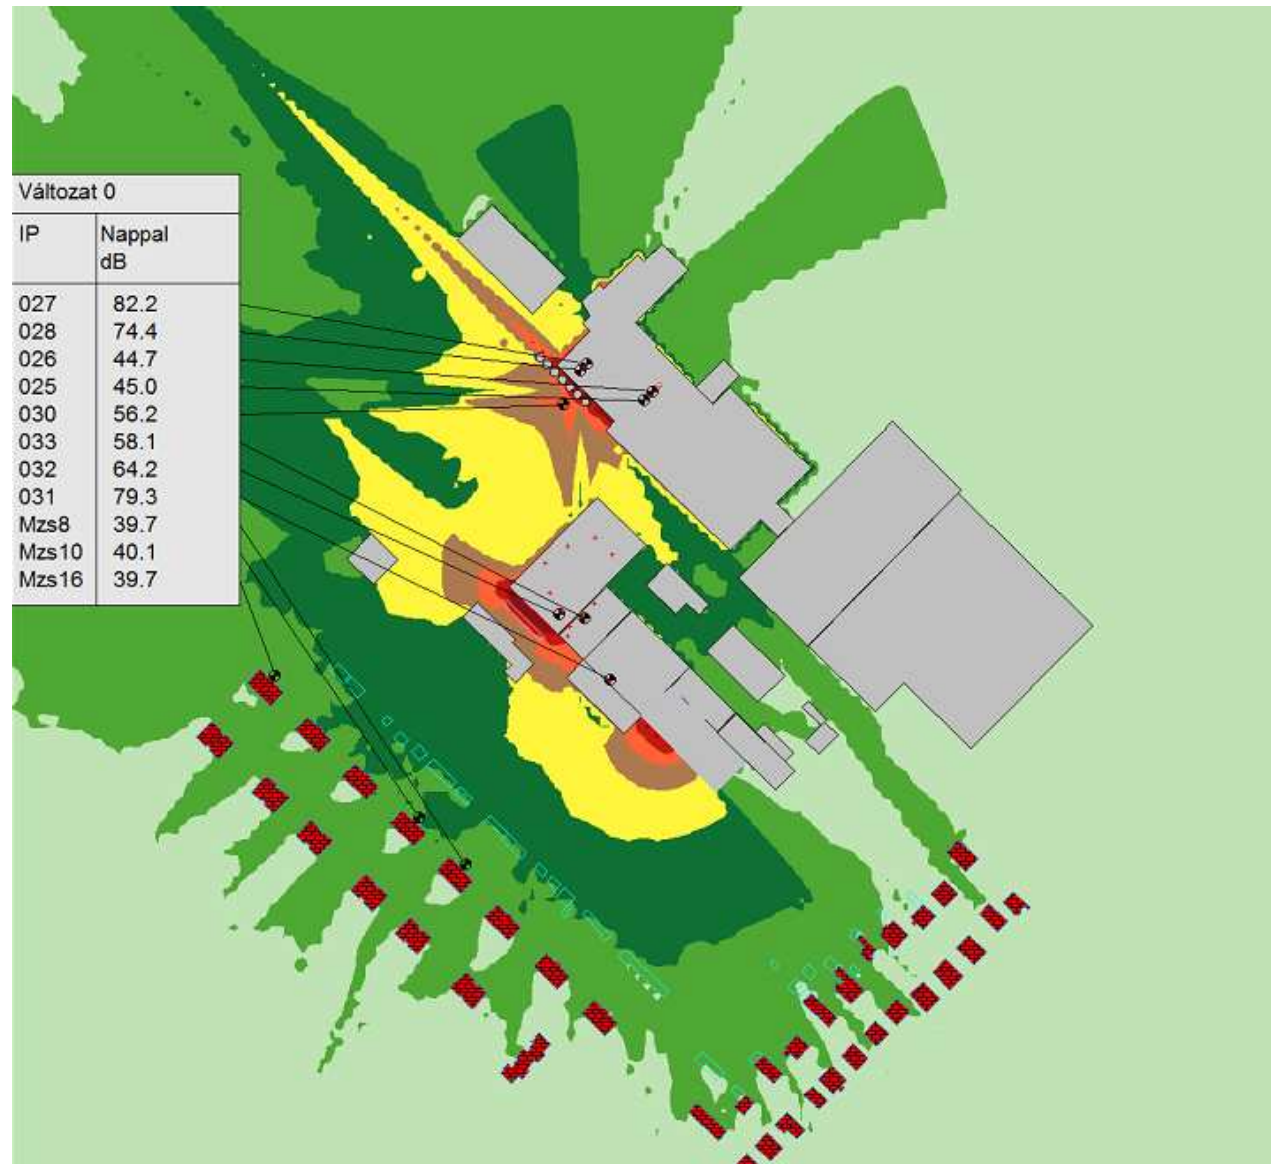 Változat 0
IP Nappal
dB
027 82.2
028 74.4
026 44.7
025 45.0
030 56.2
033 58.1
032 64.2
031 79.3
Mzs8 39.7
Mzs10 40.1
Mzs16 39.7